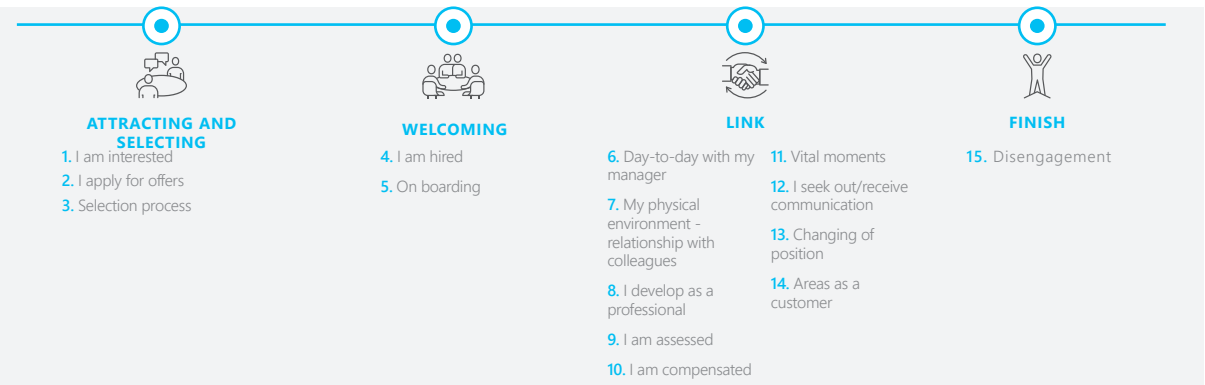 ATTRACTING AND
SELECTING
1. I am interested
2. I apply for offers
3. Selection process
WELCOMING
4. I am hired
5. On boarding
LINK
6. Day-to-day with my
manager
7. My physical
environment -
relationship with
colleagues
8. I develop as a
professional
9. I am assessed
10. I am compensated
11. Vital moments
12. I seek out/receive
communication
13. Changing of
position
14. Areas as a
customer
FINISH
15. Disengagement